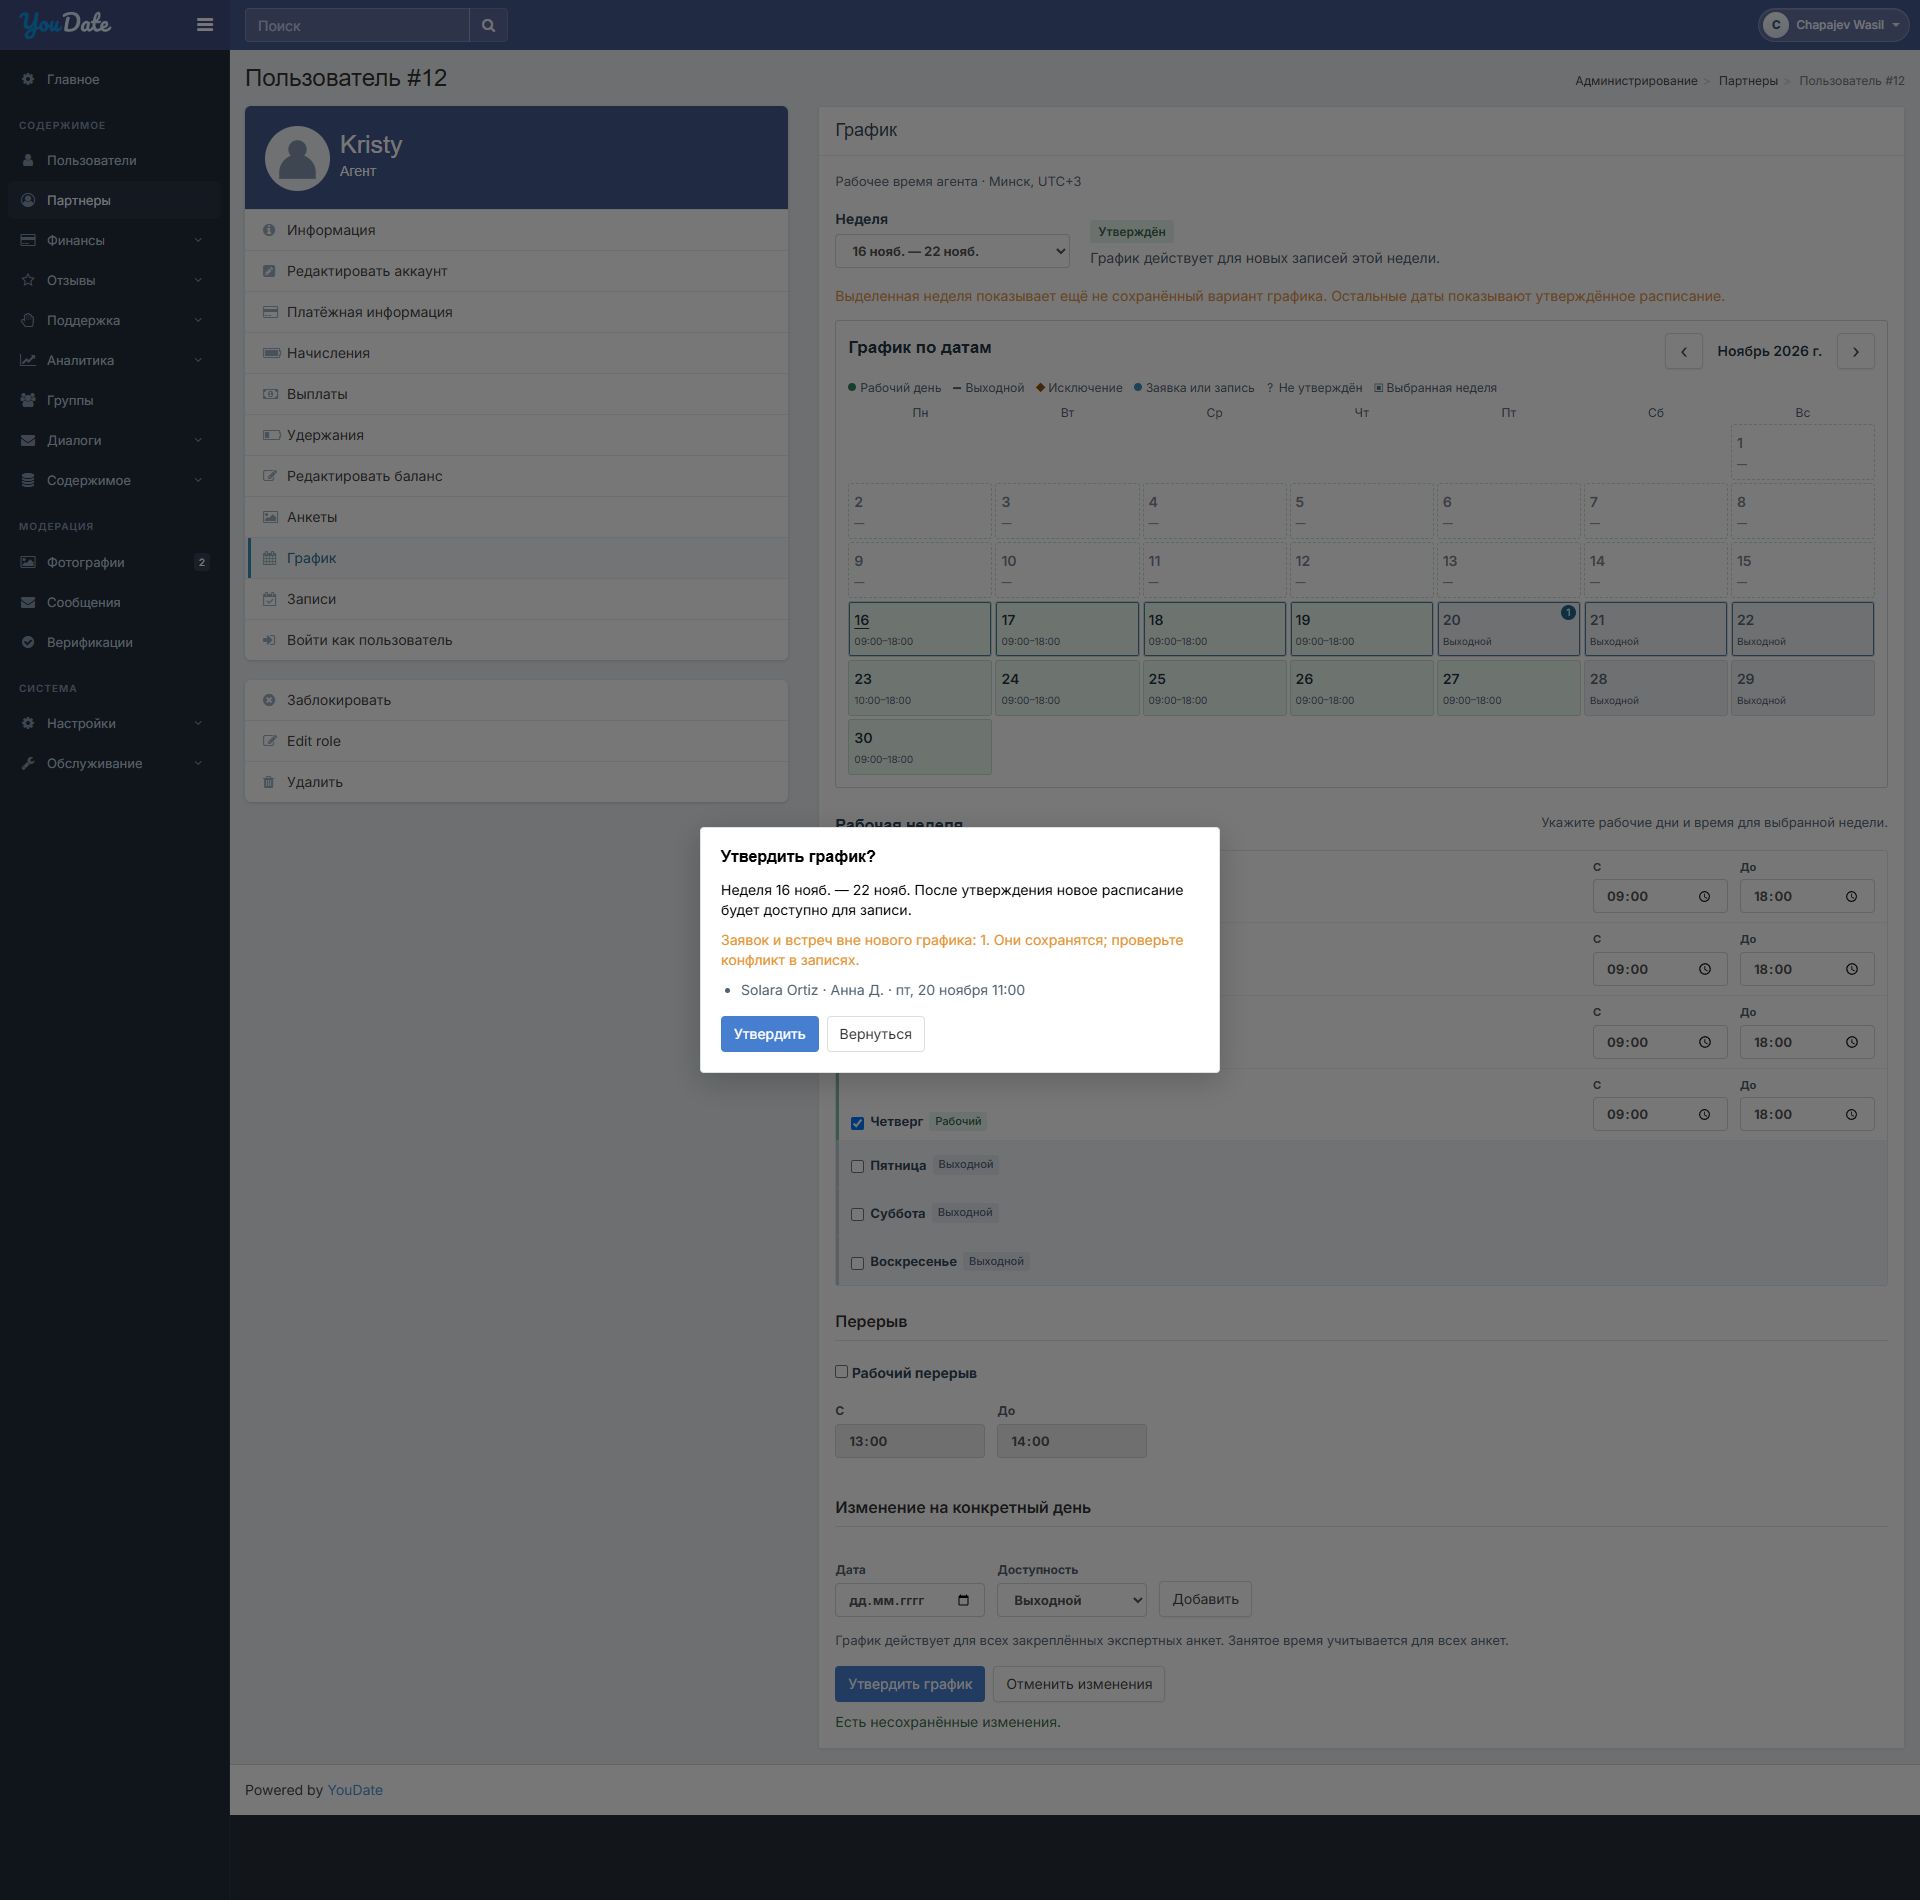 YouDate
Поиск
C Chapajev Wasil
Главное
СОДЕРЖИМОЕ
Пользователи
Партнеры
Финансы
Отзывы
Поддержка
Аналитика
Группы
Диалоги
Содержимое
МОДЕРАЦИЯ
Фотографии 2
Сообщения
Верификации
СИСТЕМА
Настройки
Обслуживание
Пользователь #12
Администрирование > Партнеры > Пользователь #12
Kristy
Агент
Информация
Редактировать аккаунт
Платёжная информация
Начисления
Выплаты
Удержания
Редактировать баланс
Анкеты
График
Записи
Войти как пользователь
Заблокировать
Edit role
Удалить
График
Рабочее время агента · Минск, UTC+3
Неделя
16 нояб. — 22 нояб.
Утверждён
График действует для новых записей этой недели.
Выделенная неделя показывает ещё не сохранённый вариант графика. Остальные даты показывают утверждённое расписание.
График по датам
‹ Ноябрь 2026 г. ›
Рабочий день — Выходной Исключение Заявка или запись ? Не утверждён Выбранная неделя
Пн Вт Ср Чт Пт Сб Вс
1
—
2 3 4 5 6 7 8
— — — — — — —
9 10 11 12 13 14 15
— — — — — — —
16 17 18 19 20 1 21 22
09:00–18:00 09:00–18:00 09:00–18:00 09:00–18:00 Выходной Выходной Выходной
23 24 25 26 27 28 29
10:00–18:00 09:00–18:00 09:00–18:00 09:00–18:00 09:00–18:00 Выходной Выходной
30
09:00–18:00
Рабочая неделя
Укажите рабочие дни и время для выбранной недели.
С До
09:00 18:00
С До
09:00 18:00
С До
09:00 18:00
С До
Четверг Рабочий 09:00 18:00
Пятница Выходной
Суббота Выходной
Воскресенье Выходной
Утвердить график?
Неделя 16 нояб. — 22 нояб. После утверждения новое расписание
будет доступно для записи.
Заявок и встреч вне нового графика: 1. Они сохранятся; проверьте
конфликт в записях.
• Solara Ortiz · Анна Д. · пт, 20 ноября 11:00
Утвердить Вернуться
Перерыв
Рабочий перерыв
С До
13:00 14:00
Изменение на конкретный день
Дата Доступность
дд.мм.гггг Выходной Добавить
График действует для всех закреплённых экспертных анкет. Занятое время учитывается для всех анкет.
Утвердить график Отменить изменения
Есть несохранённые изменения.
Powered by YouDate